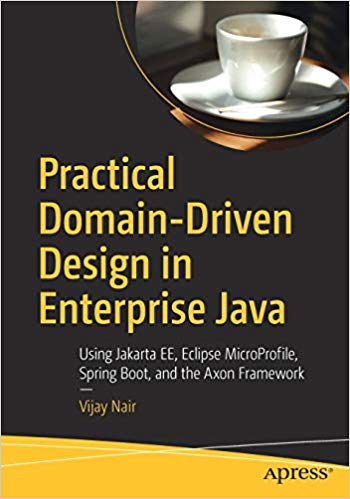 Practical
Domain-Driven
Design in
Enterprise Java
Using Jakarta EE, Eclipse MicroProfile,
Spring Boot, and the Axon Framework
—
Vijay Nair
Apress®